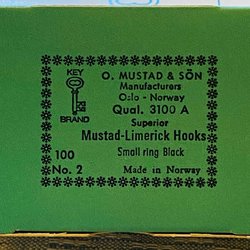 KEY
BRAND
O. MUSTAD & SÖN
Manufacturers
Oslo - Norway
Qual. 3100 A
Superior
Mustad-Limerick Hooks
Small ring Black
100
No. 2
Made in Norway